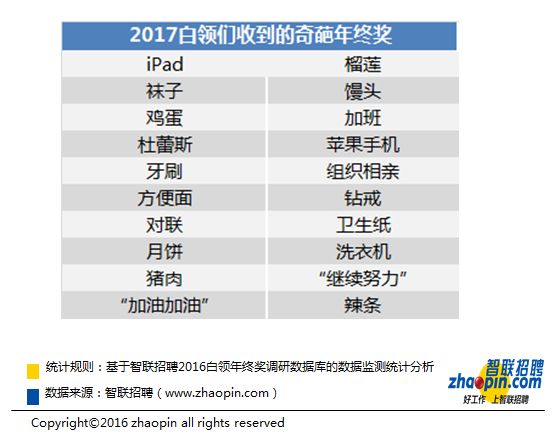 2017白领们收到的奇葩年终奖
iPad 榴莲
袜子 馒头
鸡蛋 加班
杜蕾斯 苹果手机
牙刷 组织相亲
方便面 钻戒
对联 卫生纸
月饼 洗衣机
猪肉 “继续努力”
“加油加油” 辣条
统计规则：基于智联招聘2016白领年终奖调研数据库的数据监测统计分析
数据来源：智联招聘（www.zhaopin.com）
智联招聘
zhaopin.com
好工作 上智联招聘
Copyright©2016 zhaopin all rights reserved